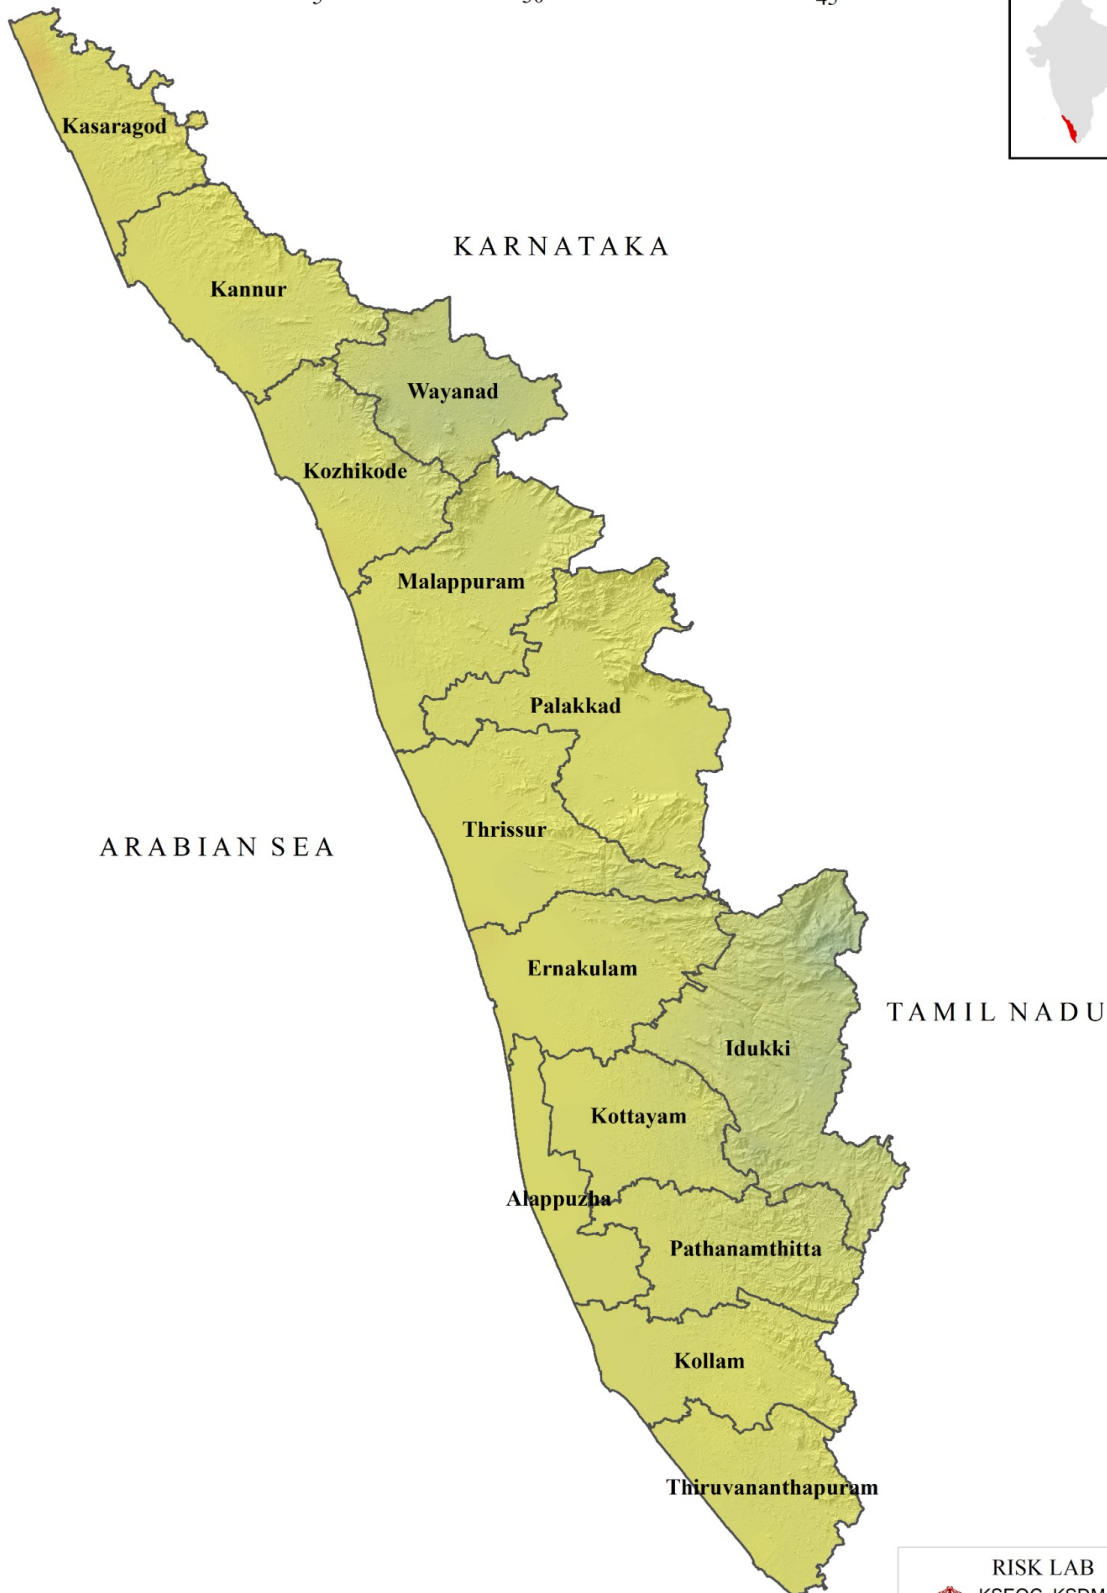 Kasaragod
KARNATAKA
Kannur
Wayanad
Kozhikode
Malappuram
Palakkad
Thrissur
ARABIAN SEA
Ernakulam
TAMIL NADU
Idukki
Kottayam
Alappuzha
Pathanamthitta
Kollam
Thiruvananthapuram
RISK LAB